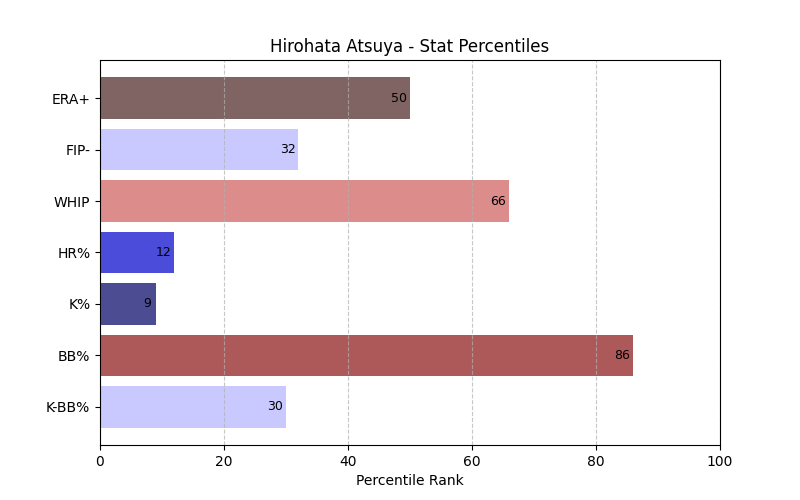 Hirohata Atsuya - Stat Percentiles
ERA+ 50
FIP- 32
WHIP 66
HR% 12
K% 9
BB% 86
K-BB% 30
0 20 40 60 80 100
Percentile Rank